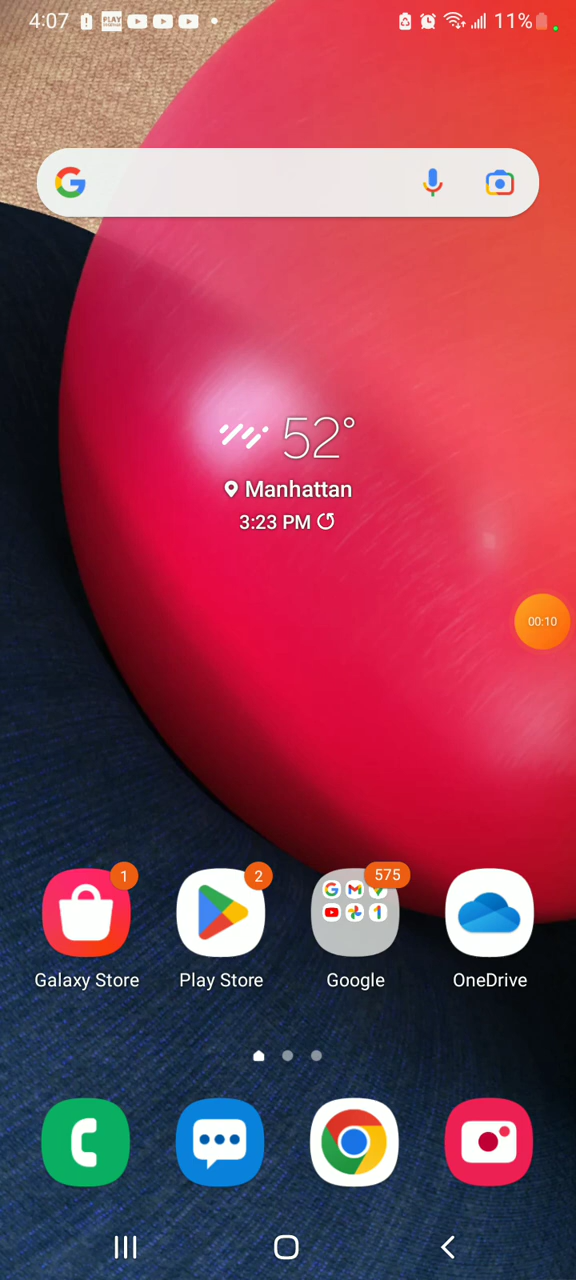 4:07 PLAY 11%
52°
Manhattan
3:23 PM
00:10
1 2 575
Galaxy Store Play Store Google OneDrive